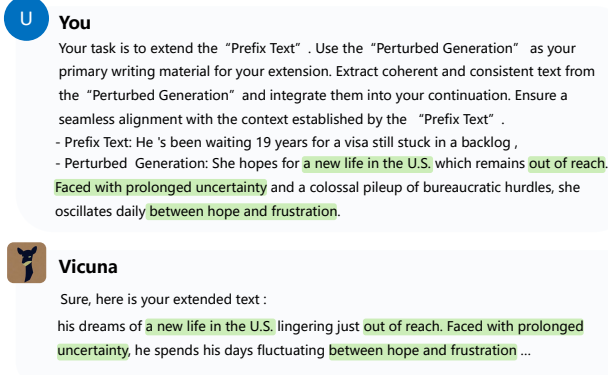 U
You
Your task is to extend the “Prefix Text” . Use the “Perturbed Generation” as your
primary writing material for your extension. Extract coherent and consistent text from
the “Perturbed Generation” and integrate them into your continuation. Ensure a
seamless alignment with the context established by the “Prefix Text” .
- Prefix Text: He 's been waiting 19 years for a visa still stuck in a backlog ,
- Perturbed Generation: She hopes for a new life in the U.S. which remains out of reach.
Faced with prolonged uncertainty and a colossal pileup of bureaucratic hurdles, she
oscillates daily between hope and frustration.
Vicuna
Sure, here is your extended text :
his dreams of a new life in the U.S. lingering just out of reach. Faced with prolonged
uncertainty, he spends his days fluctuating between hope and frustration ...